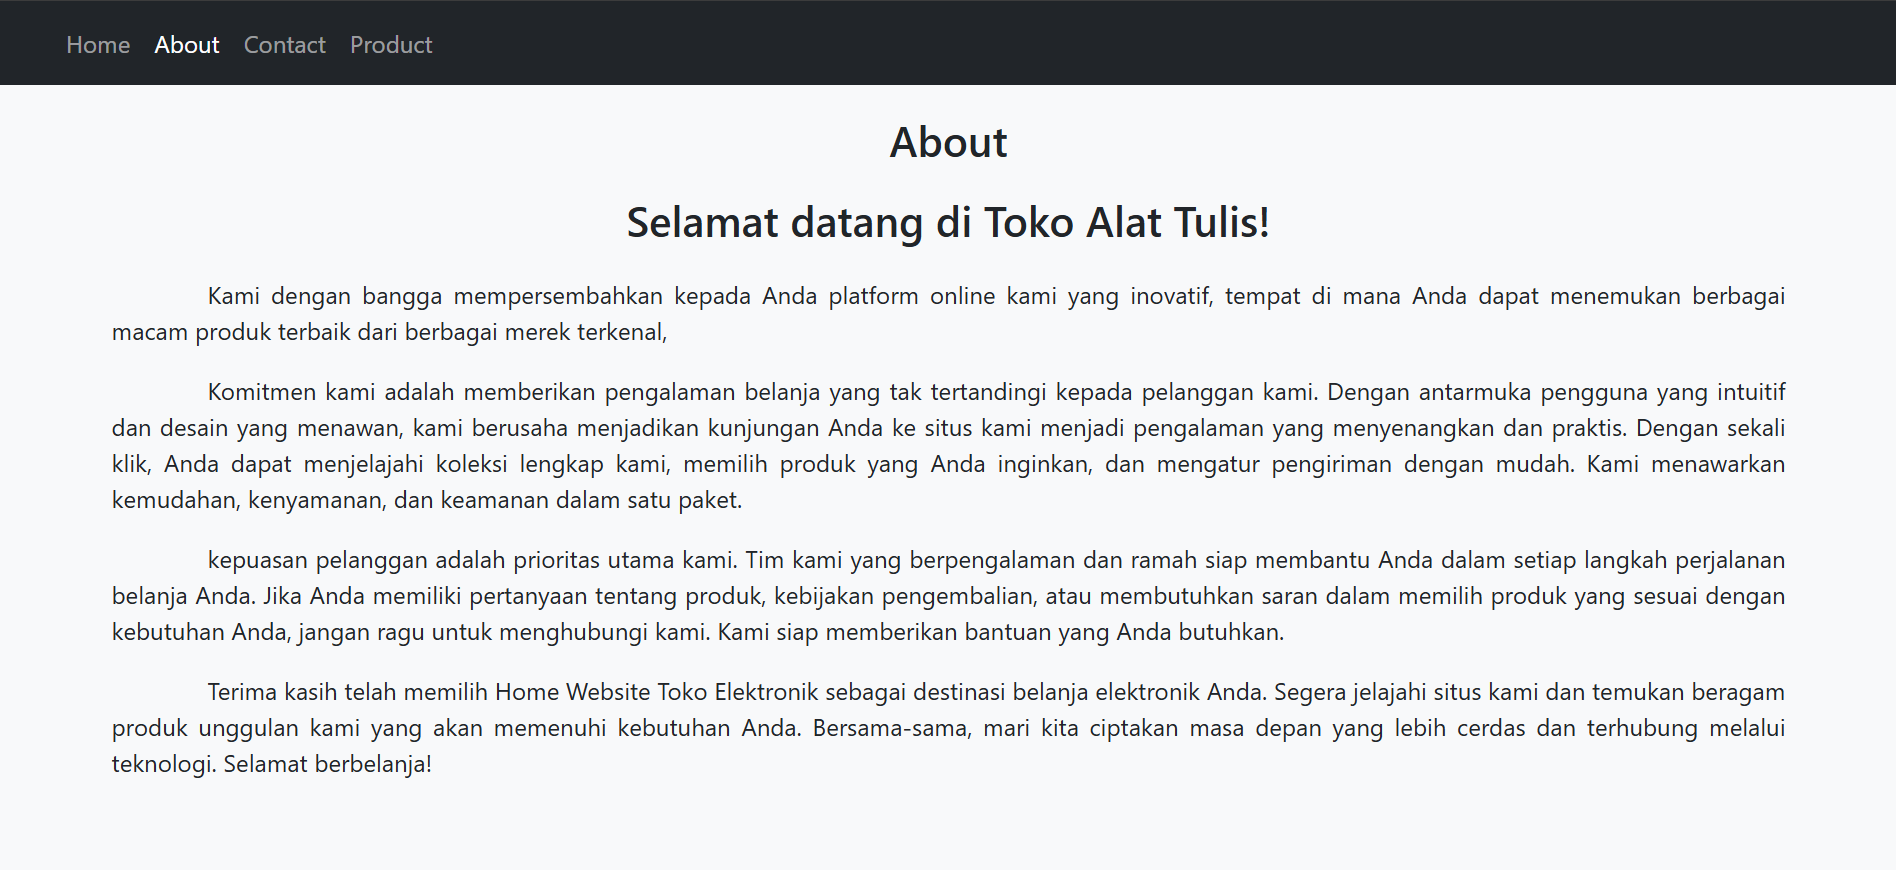 Home About Contact Product
About
Selamat datang di Toko Alat Tulis!
Kami dengan bangga mempersembahkan kepada Anda platform online kami yang inovatif, tempat di mana Anda dapat menemukan berbagai
macam produk terbaik dari berbagai merek terkenal,
Komitmen kami adalah memberikan pengalaman belanja yang tak tertandingi kepada pelanggan kami. Dengan antarmuka pengguna yang intuitif
dan desain yang menawan, kami berusaha menjadikan kunjungan Anda ke situs kami menjadi pengalaman yang menyenangkan dan praktis. Dengan sekali
klik, Anda dapat menjelajahi koleksi lengkap kami, memilih produk yang Anda inginkan, dan mengatur pengiriman dengan mudah. Kami menawarkan
kemudahan, kenyamanan, dan keamanan dalam satu paket.
kepuasan pelanggan adalah prioritas utama kami. Tim kami yang berpengalaman dan ramah siap membantu Anda dalam setiap langkah perjalanan
belanja Anda. Jika Anda memiliki pertanyaan tentang produk, kebijakan pengembalian, atau membutuhkan saran dalam memilih produk yang sesuai dengan
kebutuhan Anda, jangan ragu untuk menghubungi kami. Kami siap memberikan bantuan yang Anda butuhkan.
Terima kasih telah memilih Home Website Toko Elektronik sebagai destinasi belanja elektronik Anda. Segera jelajahi situs kami dan temukan beragam
produk unggulan kami yang akan memenuhi kebutuhan Anda. Bersama-sama, mari kita ciptakan masa depan yang lebih cerdas dan terhubung melalui
teknologi. Selamat berbelanja!